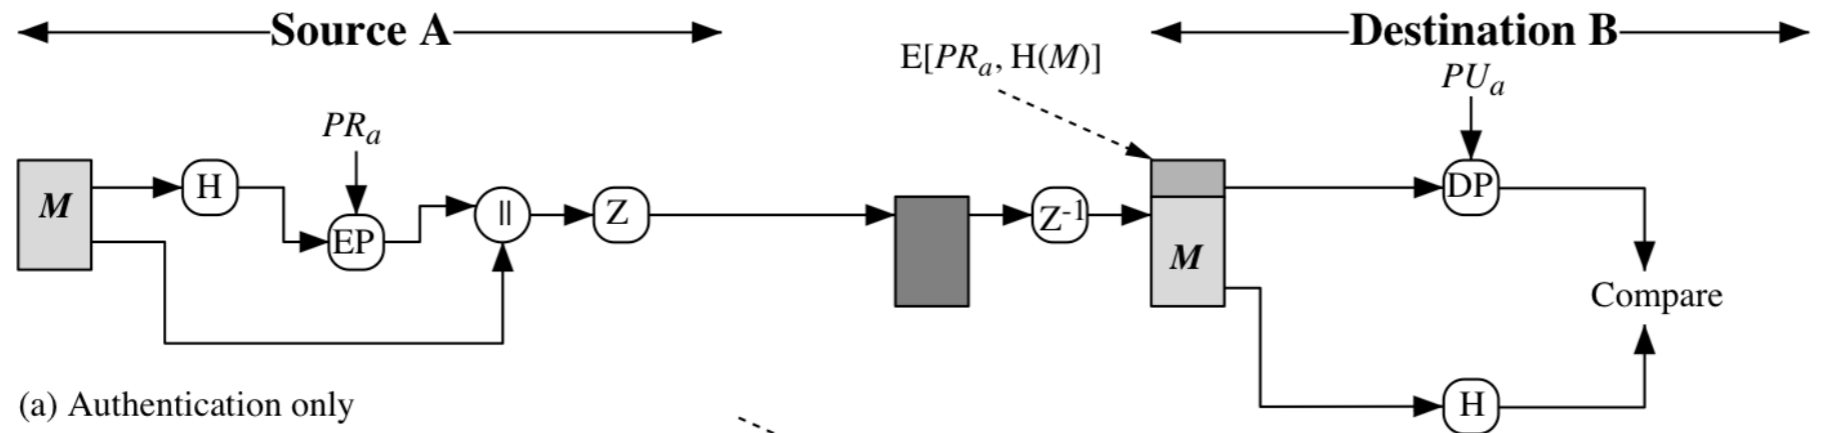 Source A
Destination B
E[PRₐ, H(M)]
PUₐ
PRₐ
M
H
EP
||
Z
Z⁻¹
M
DP
Compare
H
(a) Authentication only